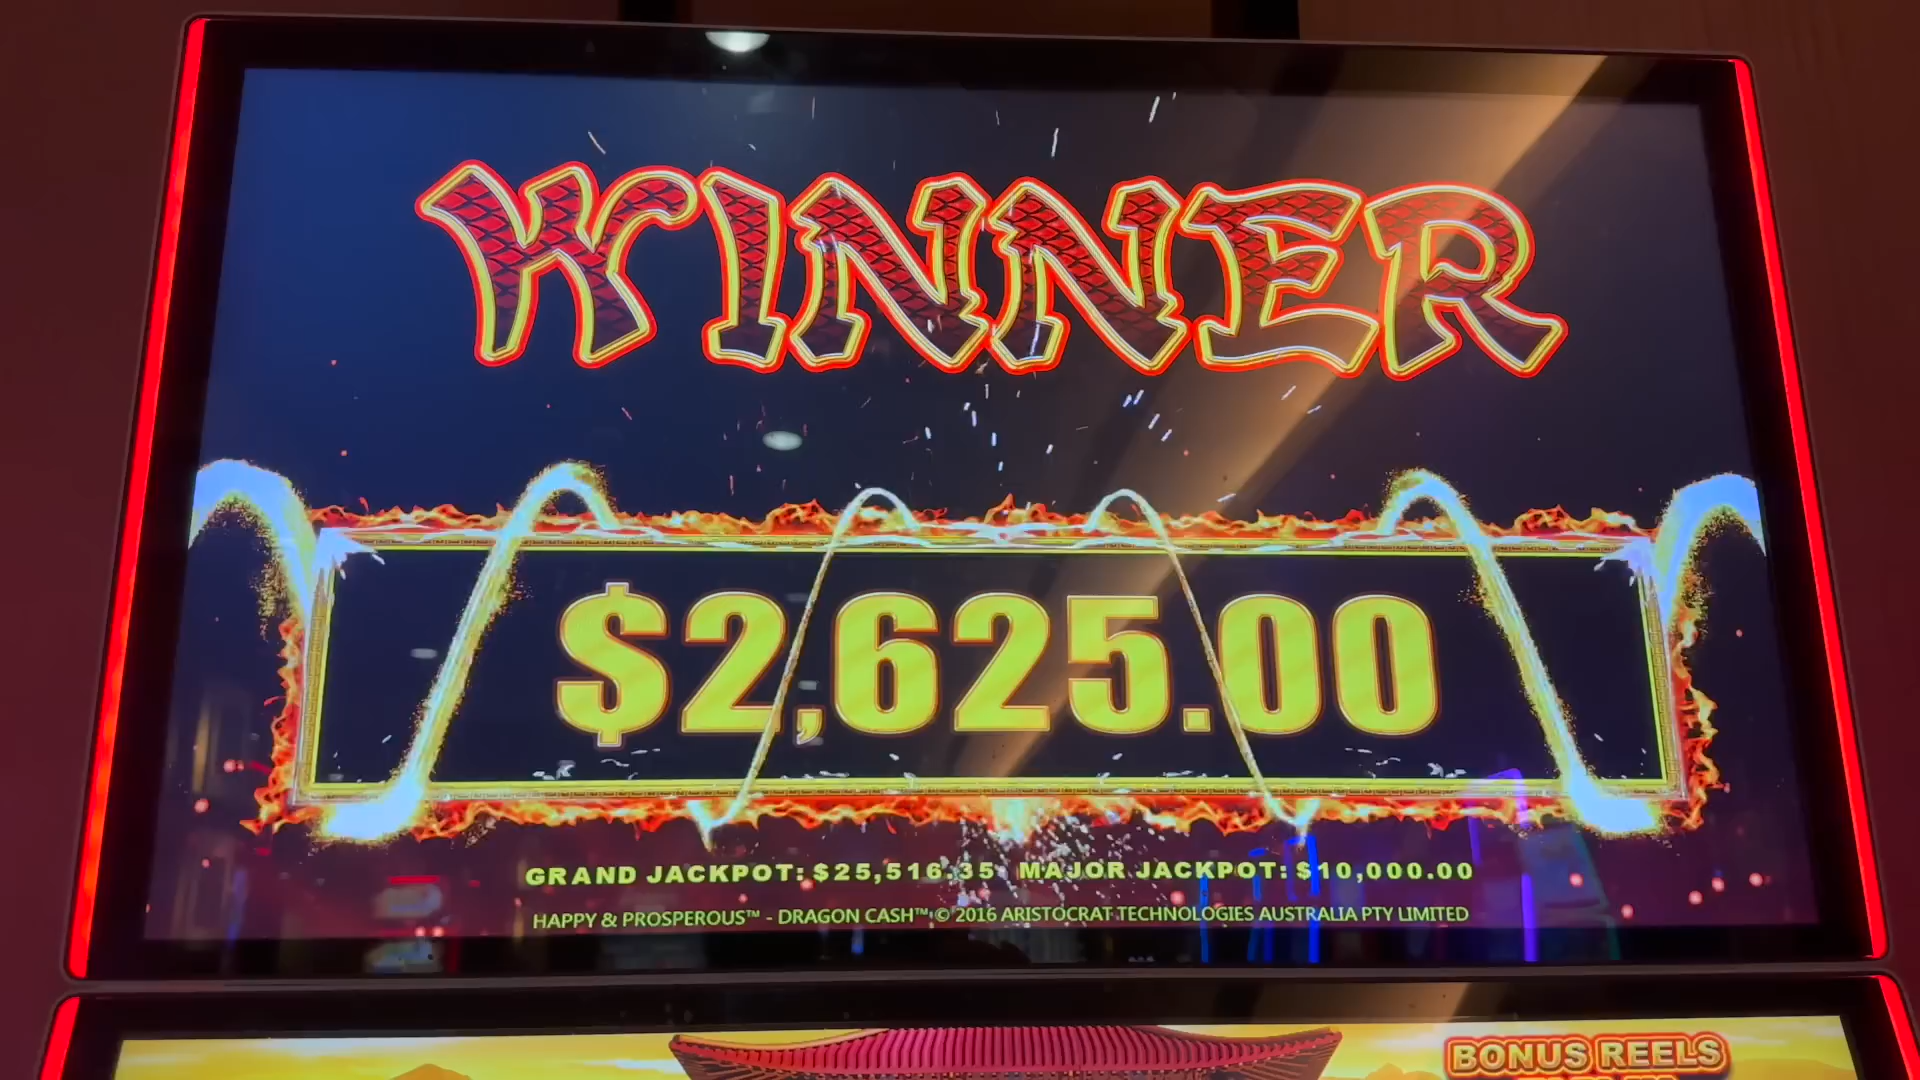 WINNER
$2,625.00
GRAND JACKPOT: $25,516.35 MAJOR JACKPOT: $10,000.00
HAPPY & PROSPEROUS™ - DRAGON CASH™ © 2016 ARISTOCRAT TECHNOLOGIES AUSTRALIA PTY LIMITED
BONUS REELS